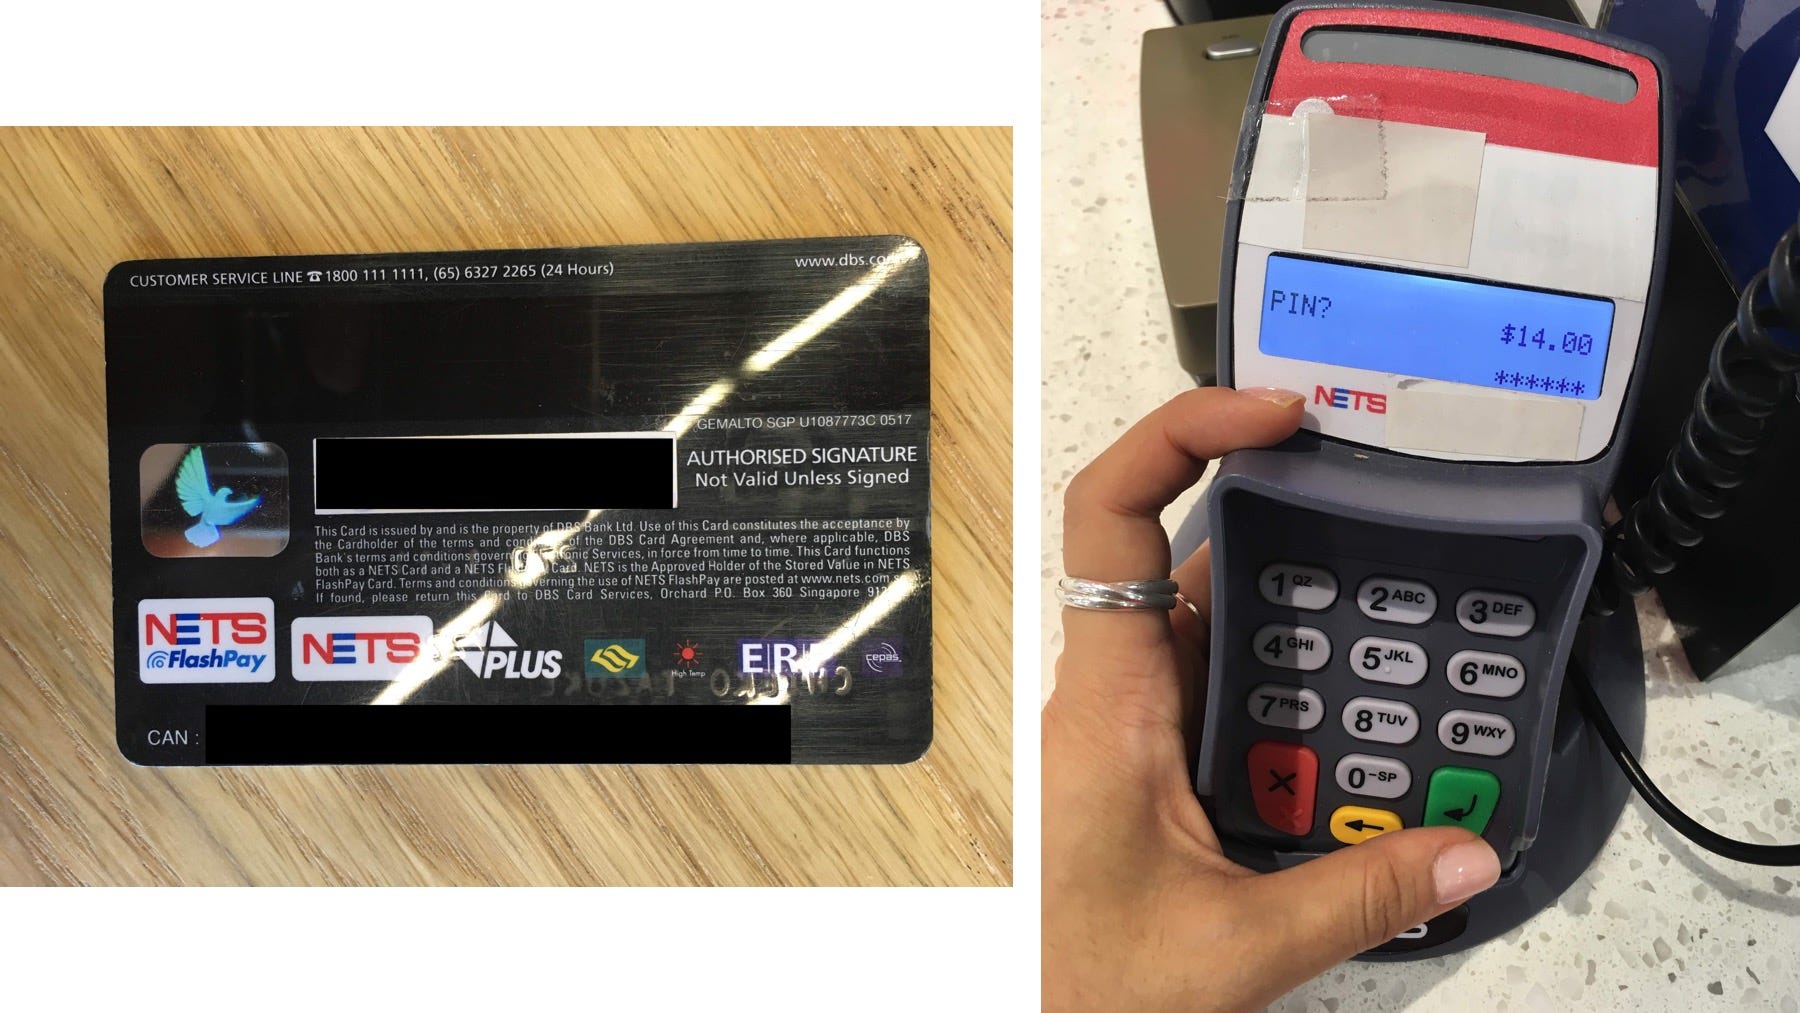 CUSTOMER SERVICE LINE ☎ 1800 111 1111, (65) 6327 2265 (24 Hours)
www.dbs.com
GEMALTO SGP U1087773C 0517
AUTHORISED SIGNATURE
Not Valid Unless Signed
This Card is issued by and is the property of DBS Bank Ltd. Use of this Card constitutes the acceptance by
the Cardholder of the terms and of the DBS Card Agreement and, where applicable, DBS
Bank's terms and conditions Services, in force from time to time. This Card functions
both as a NETS Card and a NETS Card. NETS is the Approved Holder of the Stored Value in NETS
FlashPay Card. Terms and conditions governing the use of NETS FlashPay are posted at www.nets.com
If found, please return this Card to DBS Card Services, Orchard P.O. Box 360 Singapore
NETS
FlashPay
NETS
PLUS
High Temp
ERP
cepas
CAN :
PIN?
$14.00
******
NETS
1 QZ
2 ABC
3 DEF
4 GHI
5 JKL
6 MNO
7 PRS
8 TUV
9 WXY
0 -SP